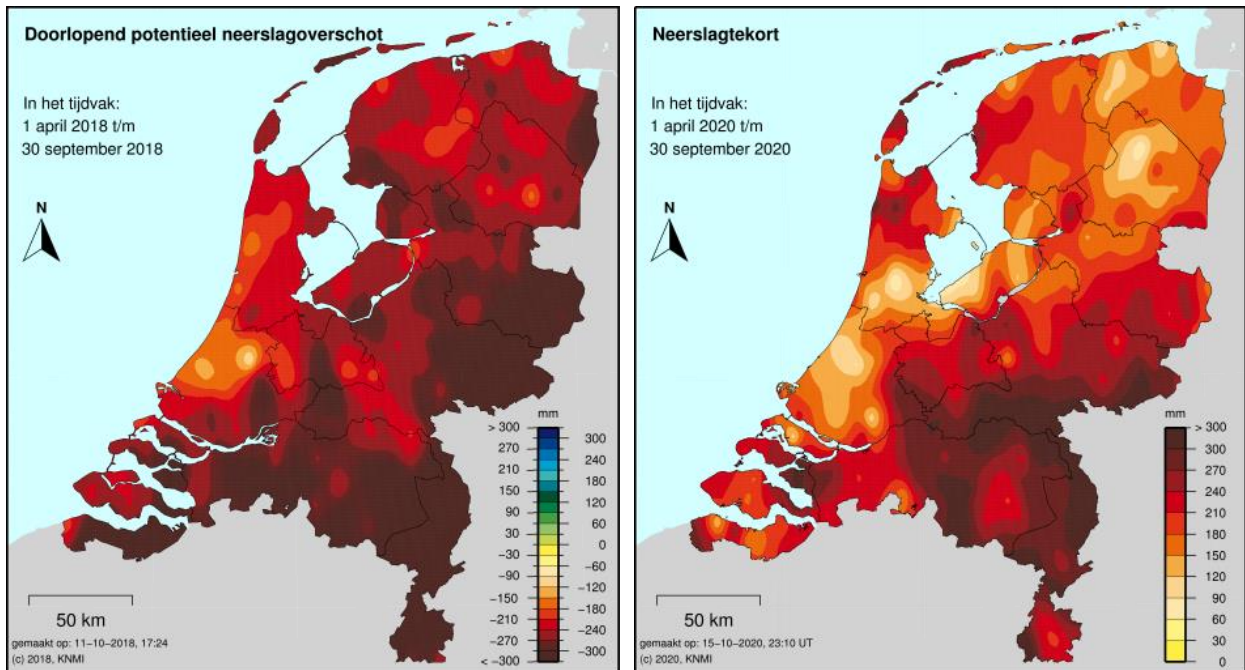 Doorlopend potentieel neerslagoverschot
In het tijdvak:
1 april 2018 t/m
30 september 2018
N
mm
> 300
300
270
240
210
180
150
120
90
60
30
0
−30
−60
−90
−120
−150
−180
−210
−240
−270
−300
< −300
50 km
gemaakt op: 11-10-2018, 17:24
(c) 2018, KNMI
Neerslagtekort
In het tijdvak:
1 april 2020 t/m
30 september 2020
N
mm
> 300
270
240
210
180
150
120
90
60
30
0
50 km
gemaakt op: 15-10-2020, 23:10 UT
(c) 2020, KNMI